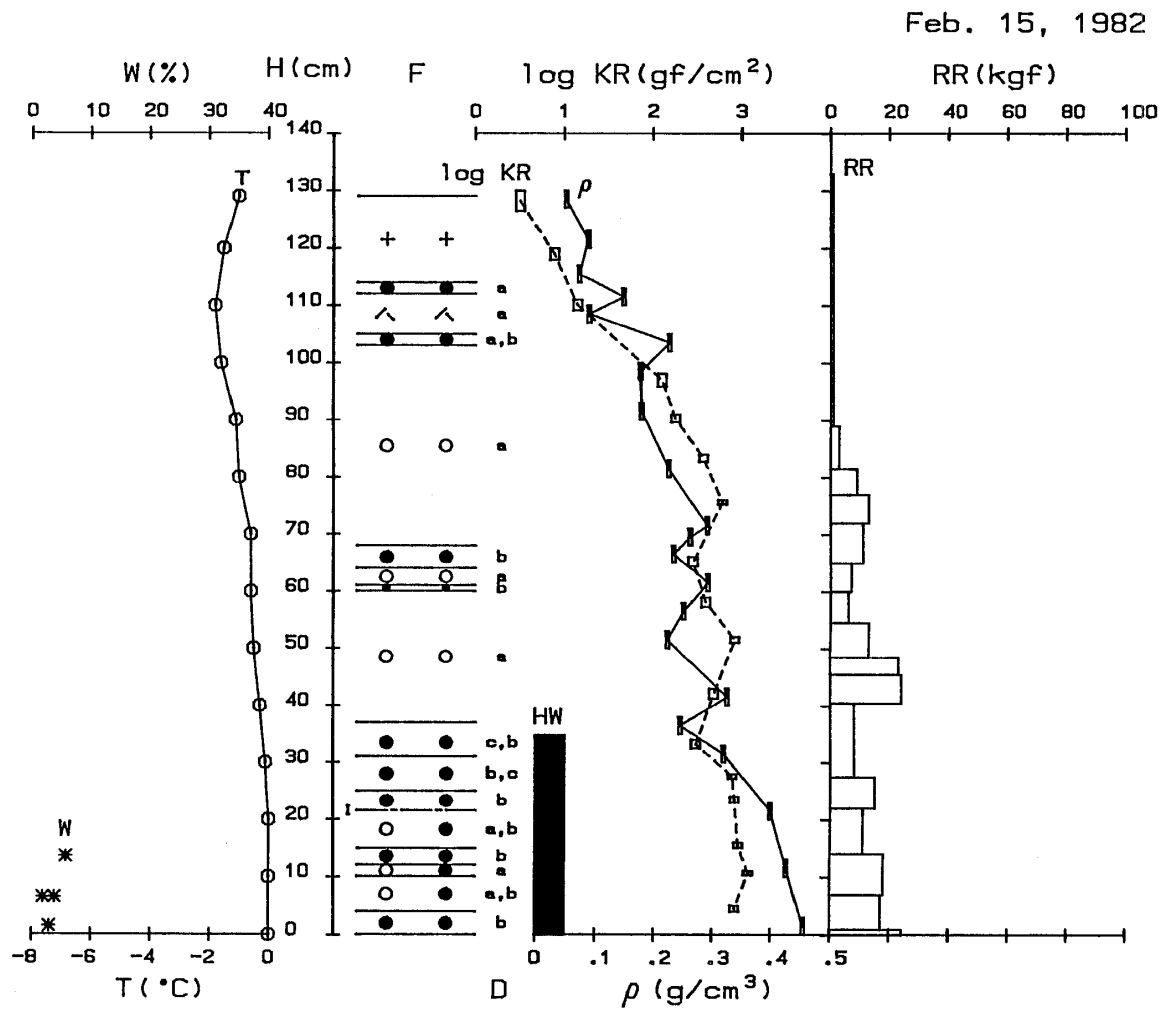 Feb. 15, 1982
W(%) H(cm) F log KR(gf/cm²) RR(kgf)
0 10 20 30 40 0 1 2 3 0 20 40 60 80 100
140
T log KR ρ RR
130
120
110 a
a
100 a,b
90
a
80
70
b
a
60 b
50
a
40
HW
30 c,b
b,c
20 I b
W a,b
b
10 a
a,b
b
0
-8 -6 -4 -2 0 0 .1 .2 .3 .4 .5
T(°C) D ρ (g/cm³)